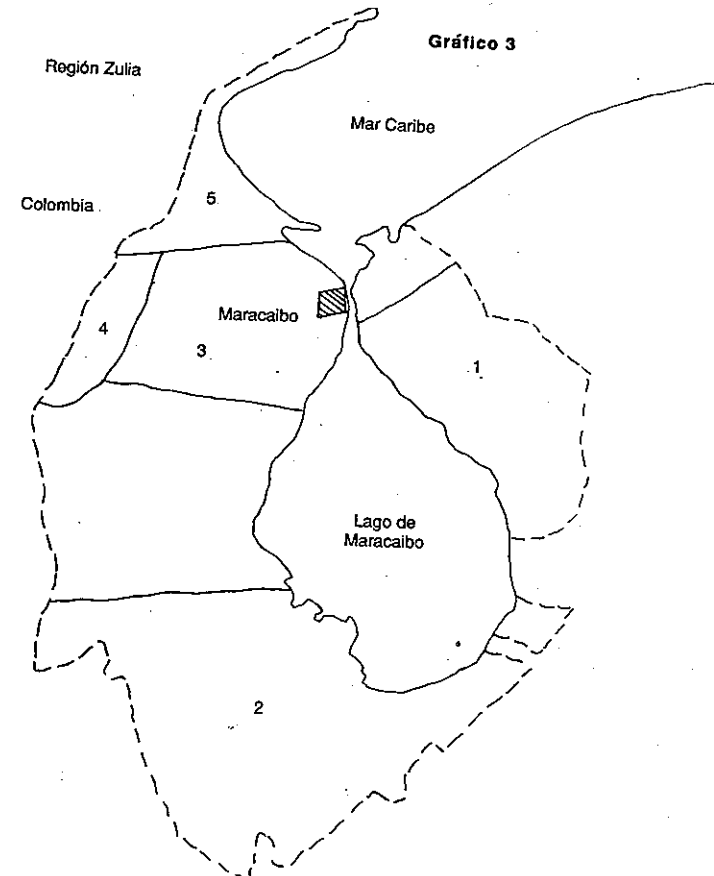 Gráfico 3
Región Zulia
Mar Caribe
Colombia
5
Maracaibo
4
3
1
Lago de
Maracaibo
2